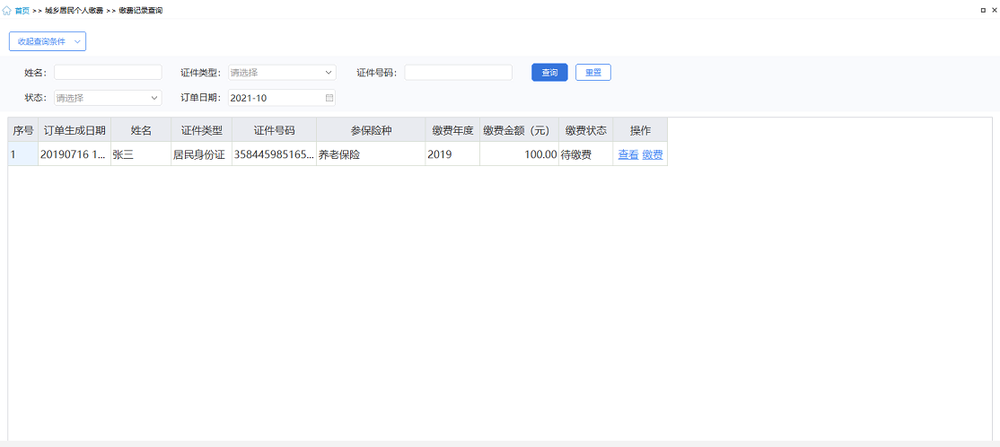 首页 >> 城乡居民个人缴费 >> 缴费记录查询
收起查询条件
姓名： 证件类型： 请选择 证件号码： 查询 重置
状态： 请选择 订单日期： 2021-10
序号 订单生成日期 姓名 证件类型 证件号码 参保险种 缴费年度 缴费金额（元） 缴费状态 操作
1 20190716 1... 张三 居民身份证 358445985165... 养老保险 2019 100.00 待缴费 查看 缴费